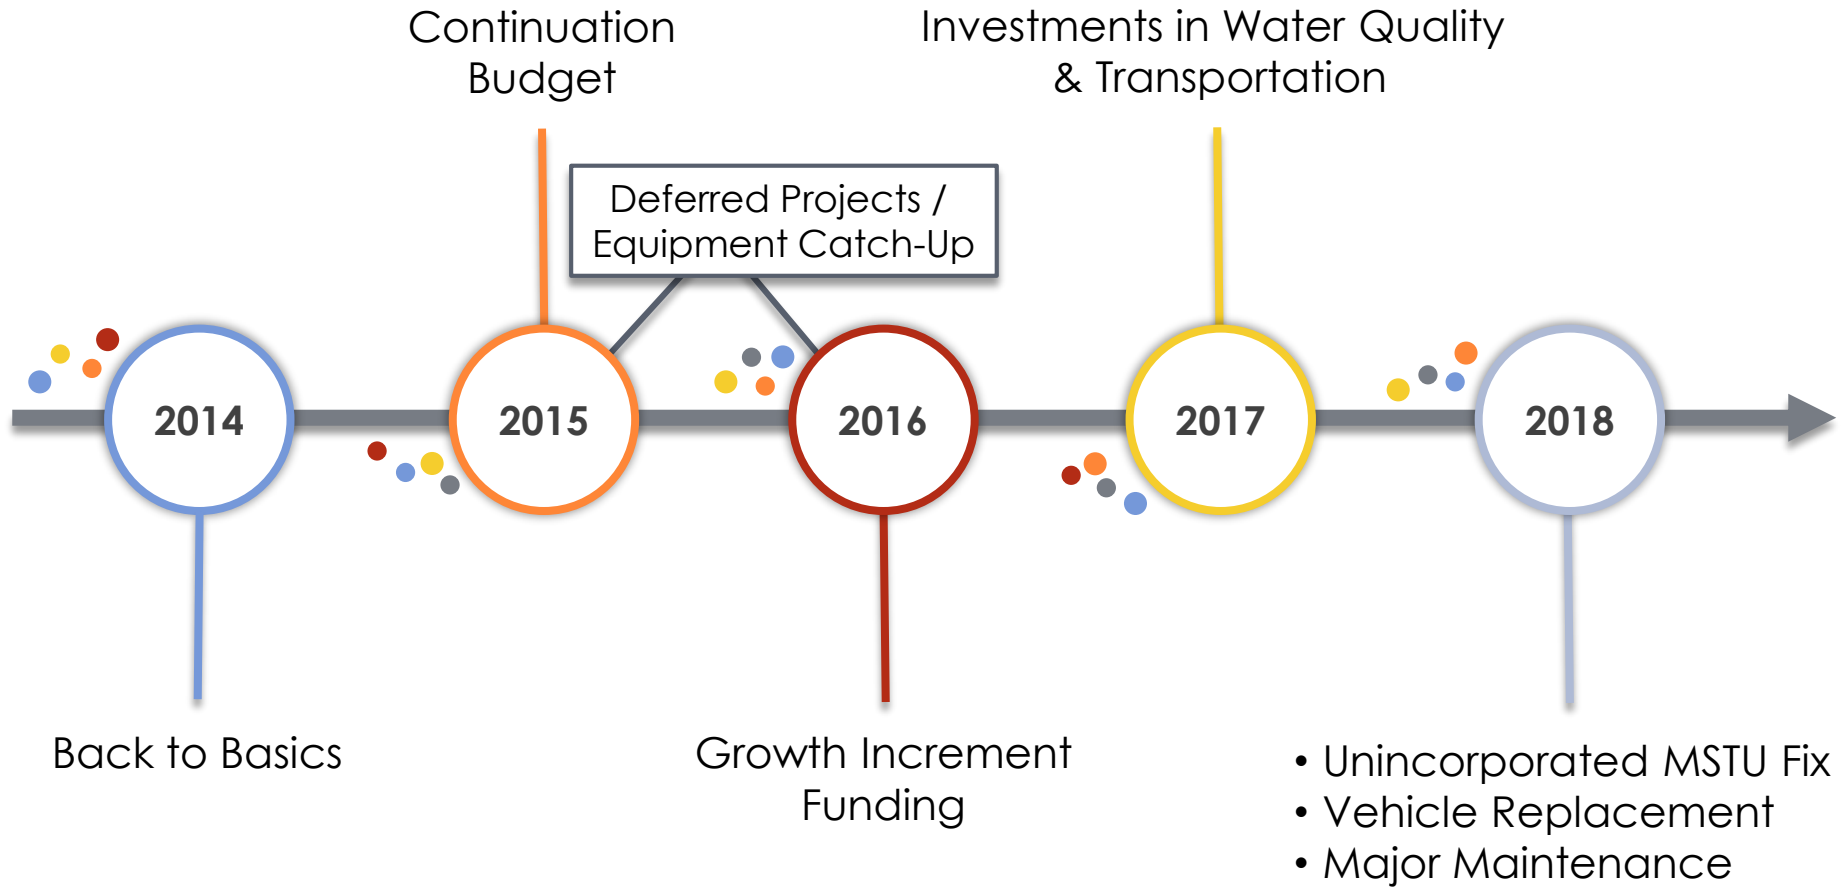 Continuation
Budget
Investments in Water Quality
& Transportation
Deferred Projects /
Equipment Catch-Up
2014
2015
2016
2017
2018
Back to Basics
Growth Increment
Funding
• Unincorporated MSTU Fix
• Vehicle Replacement
• Major Maintenance